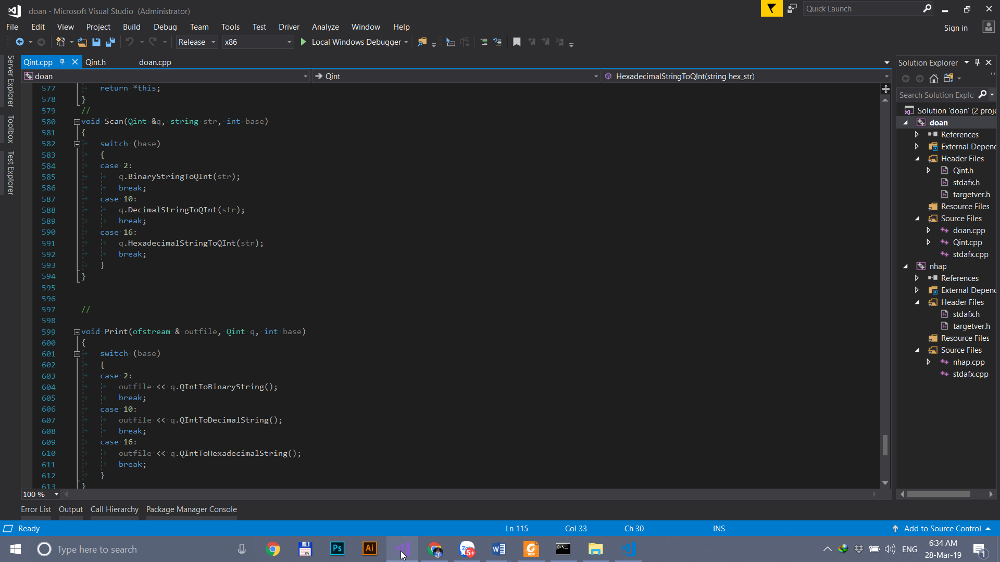 doan - Microsoft Visual Studio (Administrator)
Quick Launch
File Edit View Project Build Debug Team Tools Test Driver Analyze Window Help
Sign in
Release x86 Local Windows Debugger
Server Explorer
Toolbox
Test Explorer
Qint.cpp Qint.h doan.cpp
doan Qint HexadecimalStringToQInt(string hex_str)
577 return *this;
578 }
579 //
580 void Scan(Qint &q, string str, int base)
581 {
582 switch (base)
583 {
584 case 2:
585 q.BinaryStringToQInt(str);
586 break;
587 case 10:
588 q.DecimalStringToQInt(str);
589 break;
590 case 16:
591 q.HexadecimalStringToQInt(str);
592 break;
593 }
594 }
595
596
597 //
598
599 void Print(ofstream & outfile, Qint q, int base)
600 {
601 switch (base)
602 {
603 case 2:
604 outfile << q.QIntToBinaryString();
605 break;
606 case 10:
607 outfile << q.QIntToDecimalString();
608 break;
609 case 16:
610 outfile << q.QIntToHexadecimalString();
611 break;
612 }
613 }
100 %
Solution Explorer
Search Solution Explo
Solution 'doan' (2 proje
doan
References
External Depend
Header Files
Qint.h
stdafx.h
targetver.h
Resource Files
Source Files
doan.cpp
Qint.cpp
stdafx.cpp
nhap
References
External Depend
Header Files
stdafx.h
targetver.h
Resource Files
Source Files
nhap.cpp
stdafx.cpp
Error List Output Call Hierarchy Package Manager Console
Ready Ln 115 Col 33 Ch 30 INS Add to Source Control
Type here to search
64
Ps
Ai
Zalo
5+
PDF
ENG
6:34 AM
28-Mar-19
1